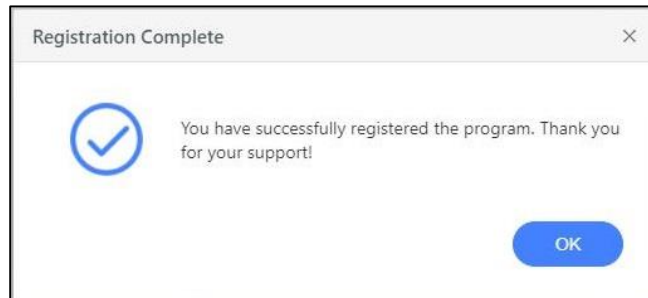 Registration Complete
You have successfully registered the program. Thank you
for your support!
OK